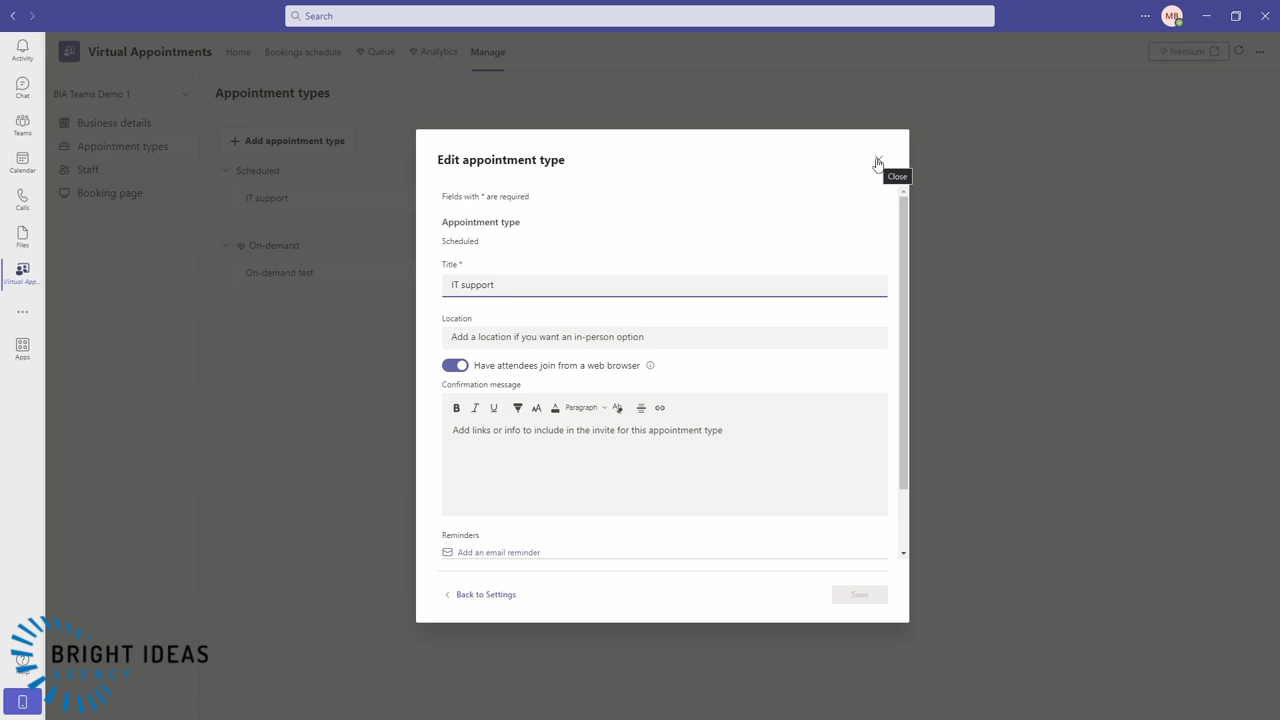 Search
MB
Activity
Chat
Teams
Calendar
Calls
Files
Virtual App...
Apps
Virtual Appointments
Home
Bookings schedule
Queue
Analytics
Manage
Premium
BIA Teams Demo 1
Business details
Appointment types
Staff
Booking page
Appointment types
Add appointment type
Scheduled
IT support
On-demand
On-demand test
Edit appointment type
Close
Fields with * are required
Appointment type
Scheduled
Title *
IT support
Location
Add a location if you want an in-person option
Have attendees join from a web browser
Confirmation message
B I U AA A Paragraph
Add links or info to include in the invite for this appointment type
Reminders
Add an email reminder
Back to Settings
Save
BRIGHT IDEAS
AGENCY